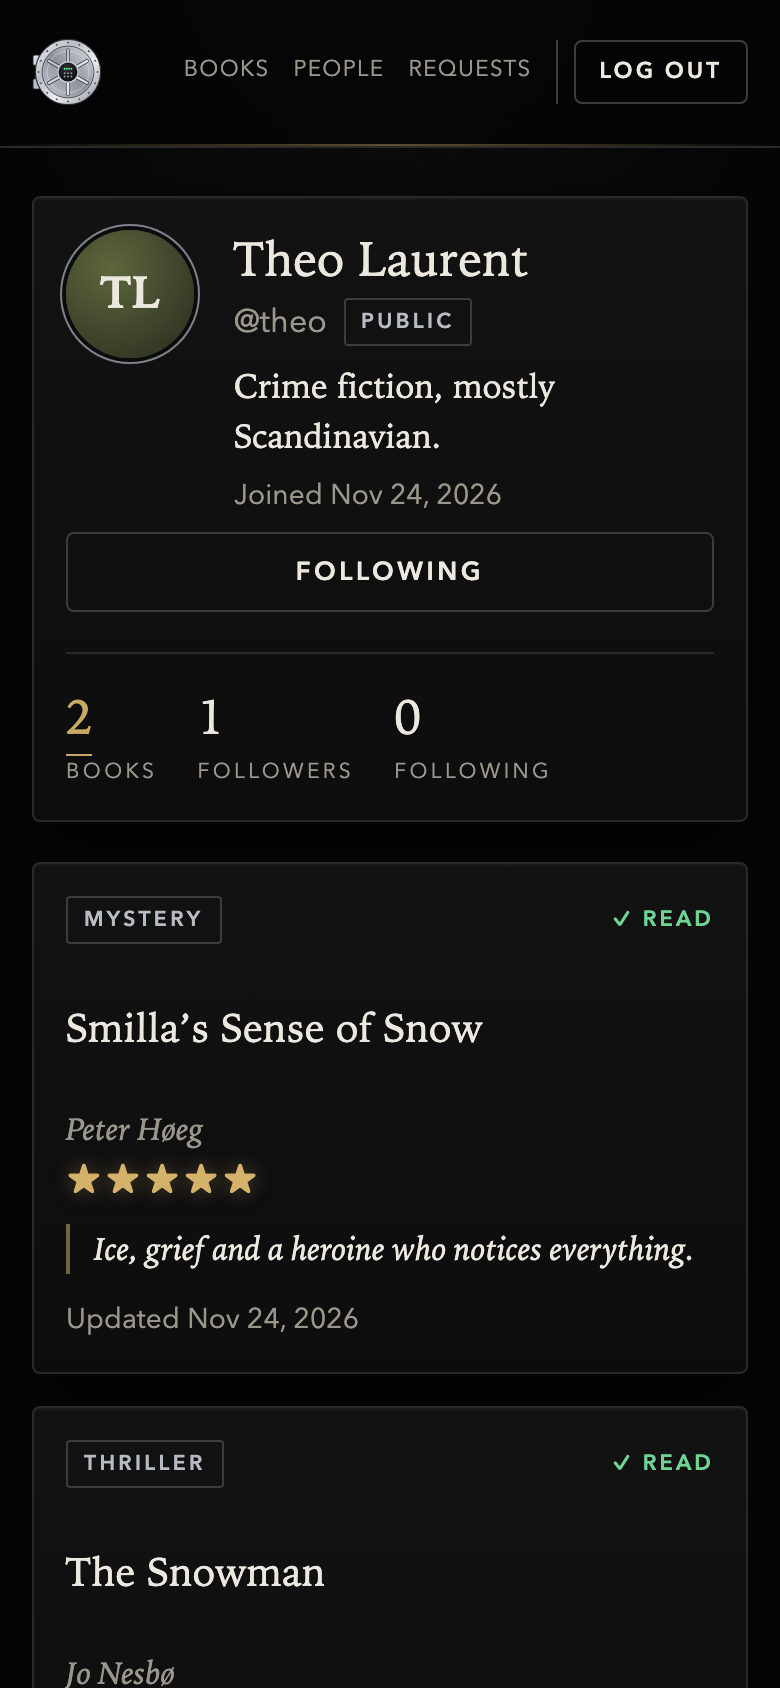 BOOKS PEOPLE REQUESTS LOG OUT
TL
Theo Laurent
@theo PUBLIC
Crime fiction, mostly
Scandinavian.
Joined Nov 24, 2026
FOLLOWING
2 1 0
BOOKS FOLLOWERS FOLLOWING
MYSTERY ✓ READ
Smilla’s Sense of Snow
Peter Høeg
★★★★★
Ice, grief and a heroine who notices everything.
Updated Nov 24, 2026
THRILLER ✓ READ
The Snowman
Jo Nesbø